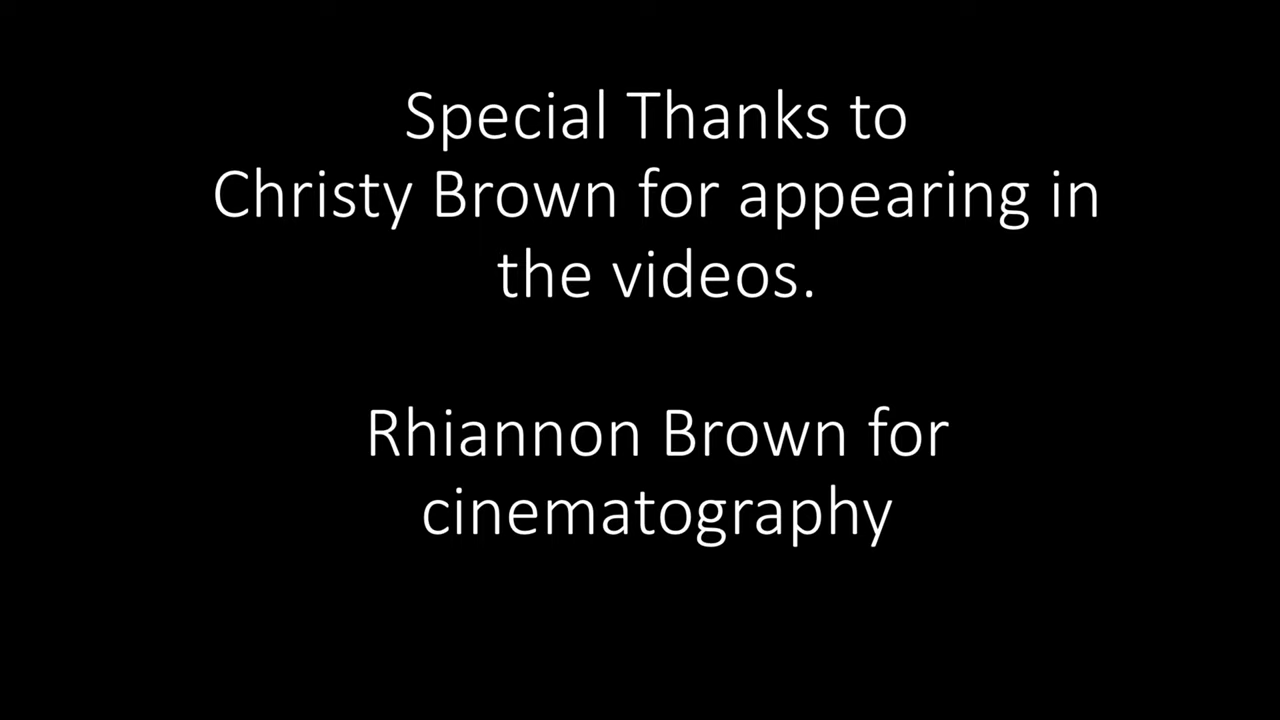 Special Thanks to
Christy Brown for appearing in
the videos.
Rhiannon Brown for
cinematography